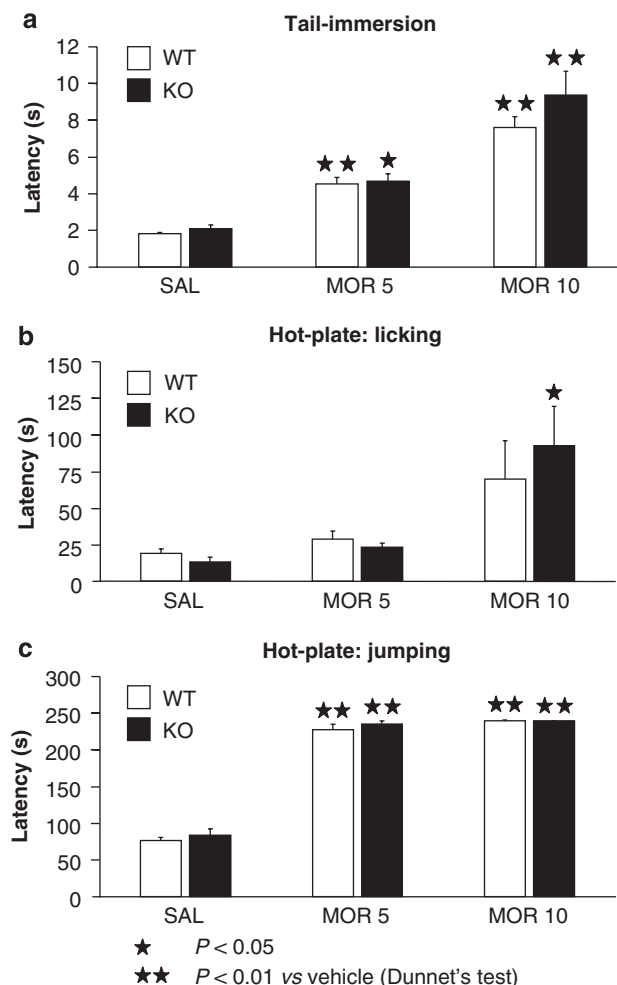 a
Tail-immersion
12
10
8
6
4
2
0
Latency (s)
WT
KO
★★ ★ ★★ ★★
SAL MOR 5 MOR 10
b
Hot-plate: licking
150
125
100
75
50
25
0
Latency (s)
WT
KO
★
SAL MOR 5 MOR 10
c
Hot-plate: jumping
300
250
200
150
100
50
0
Latency (s)
WT
KO
★★ ★★ ★★ ★★
SAL MOR 5 MOR 10
★ P < 0.05
★★ P < 0.01 vs vehicle (Dunnet's test)